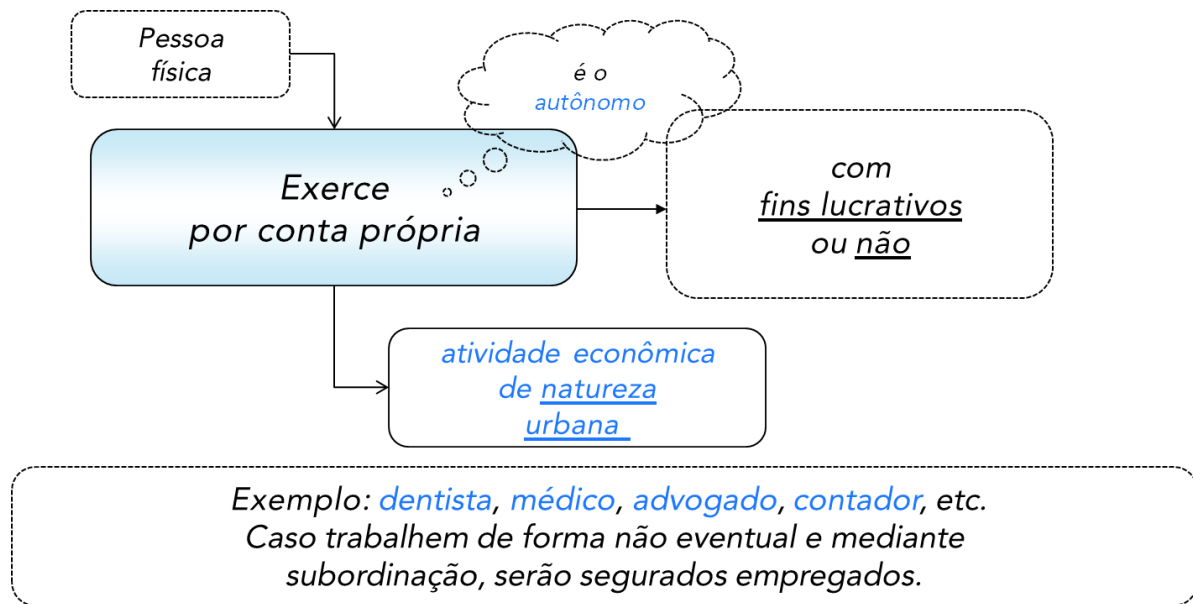 Pessoa
física
é o
autônomo
Exerce
por conta própria
com
fins lucrativos
ou não
atividade econômica
de natureza
urbana
Exemplo: dentista, médico, advogado, contador, etc.
Caso trabalhem de forma não eventual e mediante
subordinação, serão segurados empregados.